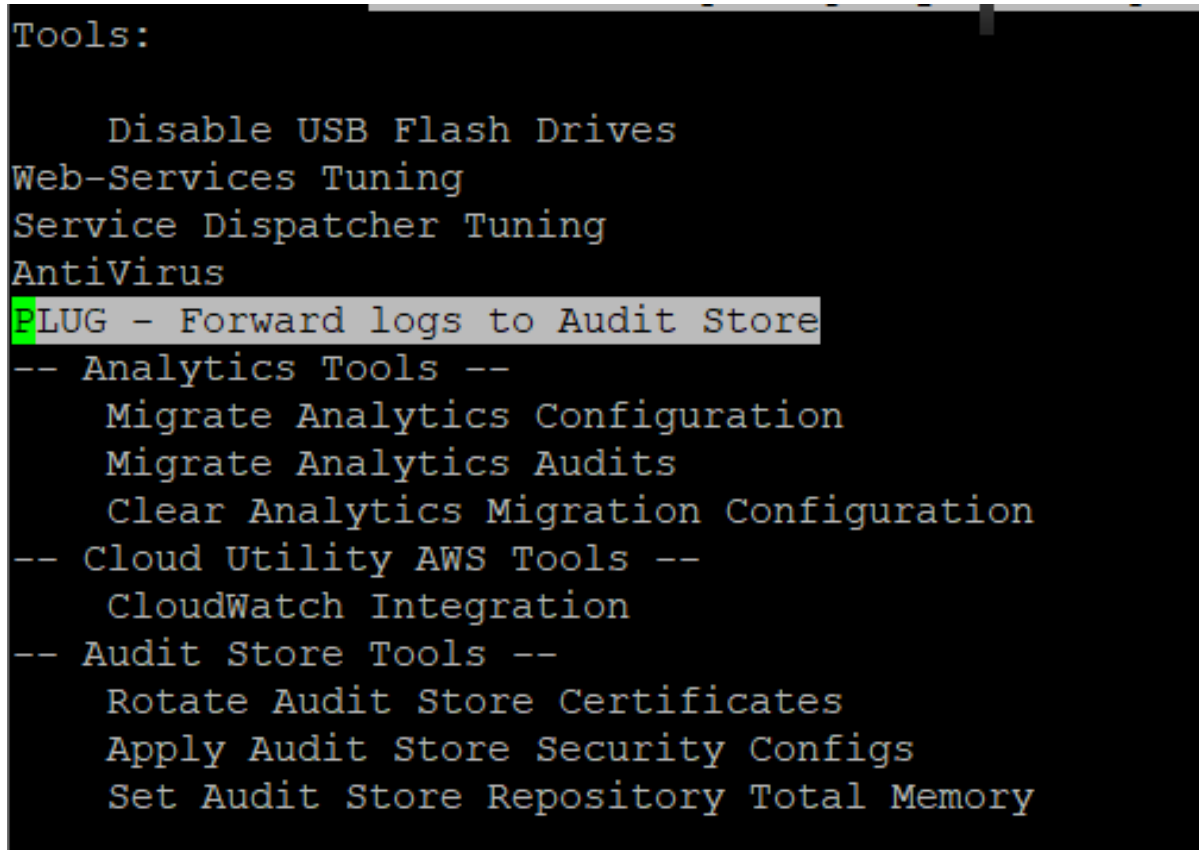 Tools:
Disable USB Flash Drives
Web-Services Tuning
Service Dispatcher Tuning
AntiVirus
PLUG - Forward logs to Audit Store
-- Analytics Tools --
Migrate Analytics Configuration
Migrate Analytics Audits
Clear Analytics Migration Configuration
-- Cloud Utility AWS Tools --
CloudWatch Integration
-- Audit Store Tools --
Rotate Audit Store Certificates
Apply Audit Store Security Configs
Set Audit Store Repository Total Memory